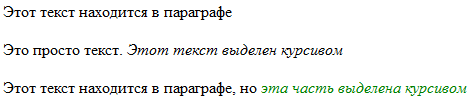 Этот текст находится в параграфе
Это просто текст. Этот текст выделен курсивом
Этот текст находится в параграфе, но эта часть выделена курсивом